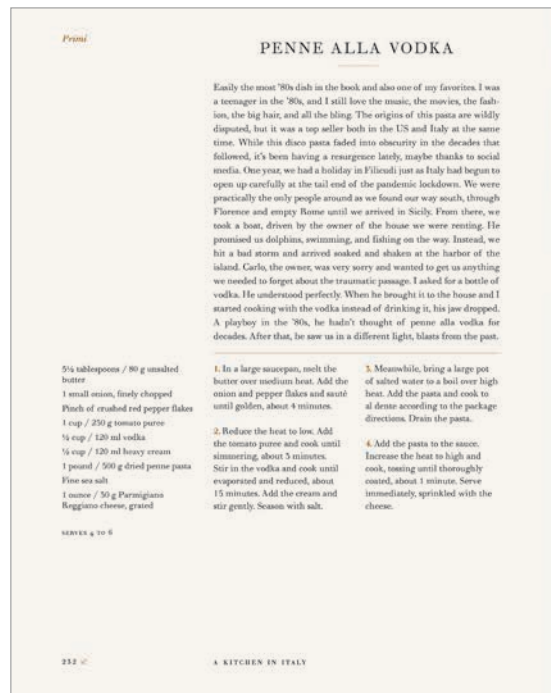 Primi
PENNE ALLA VODKA
Easily the most '80s dish in the book and also one of my favorites. I was
a teenager in the '80s, and I still love the music, the movies, the fash-
ion, the big hair, and all the bling. The origins of this pasta are wildly
disputed, but it was a top seller both in the US and Italy at the same
time. While this disco pasta faded into obscurity in the decades that
followed, it's been having a resurgence lately, maybe thanks to social
media. One year, we had a holiday in Filicudi just as Italy had begun to
open up carefully at the tail end of the pandemic lockdown. We were
practically the only people around as we found our way south, through
Florence and empty Rome until we arrived in Sicily. From there, we
took a boat, driven by the owner of the house we were renting. He
promised us dolphins, swimming, and fishing on the way. Instead, we
hit a bad storm and arrived soaked and shaken at the harbor of the
island. Carlo, the owner, was very sorry and wanted to get us anything
we needed to forget about the traumatic passage. I asked for a bottle of
vodka. He understood perfectly. When he brought it to the house and I
started cooking with the vodka instead of drinking it, his jaw dropped.
A playboy in the '80s, he hadn't thought of penne alla vodka for
decades. After that, he saw us in a different light, blasts from the past.
5½ tablespoons / 80 g unsalted
butter
1 small onion, finely chopped
Pinch of crushed red pepper flakes
1 cup / 250 g tomato puree
½ cup / 120 ml vodka
½ cup / 120 ml heavy cream
1 pound / 500 g dried penne pasta
Fine sea salt
1 ounce / 30 g Parmigiano
Reggiano cheese, grated
SERVES 4 TO 6
1. In a large saucepan, melt the
butter over medium heat. Add the
onion and pepper flakes and sauté
until golden, about 4 minutes.
2. Reduce the heat to low. Add
the tomato puree and cook until
simmering, about 5 minutes.
Stir in the vodka and cook until
evaporated and reduced, about
15 minutes. Add the cream and
stir gently. Season with salt.
3. Meanwhile, bring a large pot
of salted water to a boil over high
heat. Add the pasta and cook to
al dente according to the package
directions. Drain the pasta.
4. Add the pasta to the sauce.
Increase the heat to high and
cook, tossing until thoroughly
coated, about 1 minute. Serve
immediately, sprinkled with the
cheese.
252
A KITCHEN IN ITALY